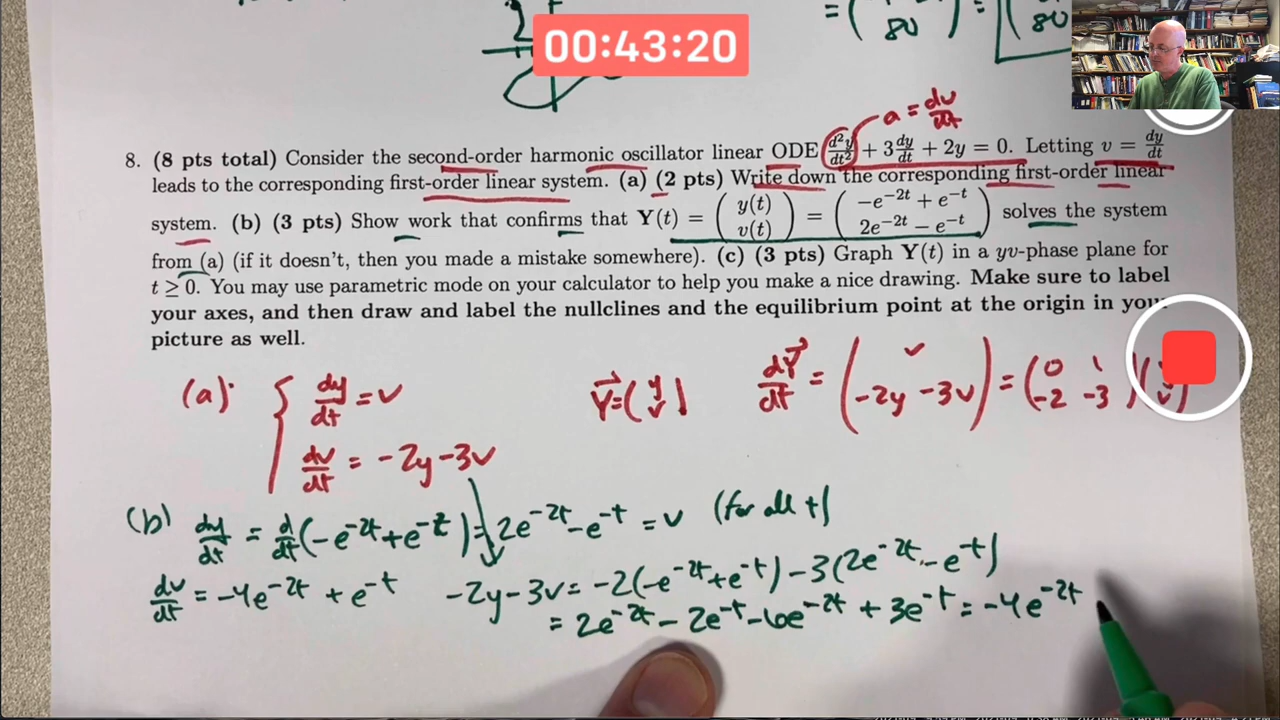 = ( 80 ) = 80
00:43:20
a = dv/dt
8. (8 pts total) Consider the second-order harmonic oscillator linear ODE d²y/dt² + 3 dy/dt + 2y = 0. Letting v = dy/dt
leads to the corresponding first-order linear system. (a) (2 pts) Write down the corresponding first-order linear
system. (b) (3 pts) Show work that confirms that Y(t) = ( y(t) v(t) ) = ( −e^{−2t} + e^{−t} 2e^{−2t} − e^{−t} ) solves the system
from (a) (if it doesn't, then you made a mistake somewhere). (c) (3 pts) Graph Y(t) in a yv-phase plane for
t ≥ 0. You may use parametric mode on your calculator to help you make a nice drawing. Make sure to label
your axes, and then draw and label the nullclines and the equilibrium point at the origin in your
picture as well.
(a): { dy/dt = v Y⃗ = ( y v ) dY⃗/dt = ( v -2y -3v ) = ( 0 1 -2 -3 )( v )
dv/dt = -2y-3v
(b) dy/dt = d/dt(-e^{-2t}+e^{-t}) = 2e^{-2t}-e^{-t} = v (for all t)
dv/dt = -4e^{-2t} + e^{-t} -2y-3v = -2(-e^{-2t}+e^{-t}) -3(2e^{-2t}-e^{-t})
= 2e^{-2t} - 2e^{-t} - 6e^{-2t} + 3e^{-t} = -4e^{-2t}